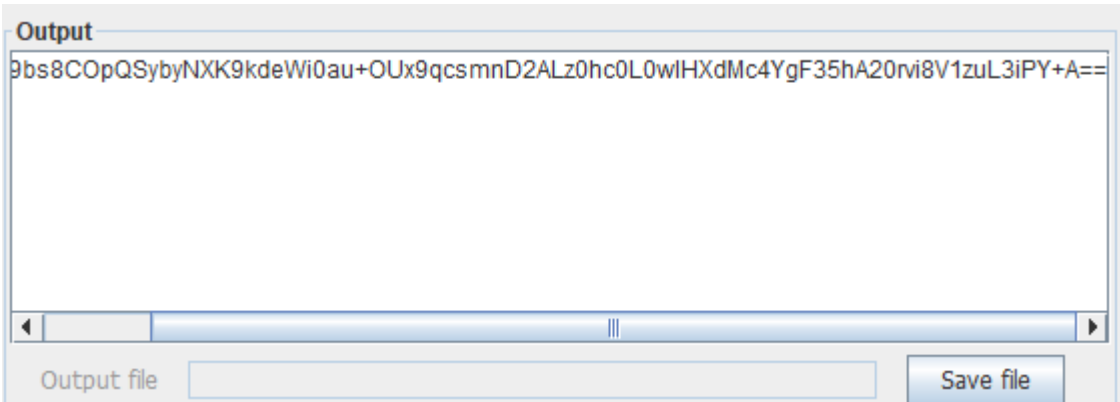 Output
9bs8COpQSybyNXK9kdeWi0au+OUx9qcsmnD2ALz0hc0L0wlHXdMc4YgF35hA20rvi8V1zuL3iPY+A==
Output file
Save file